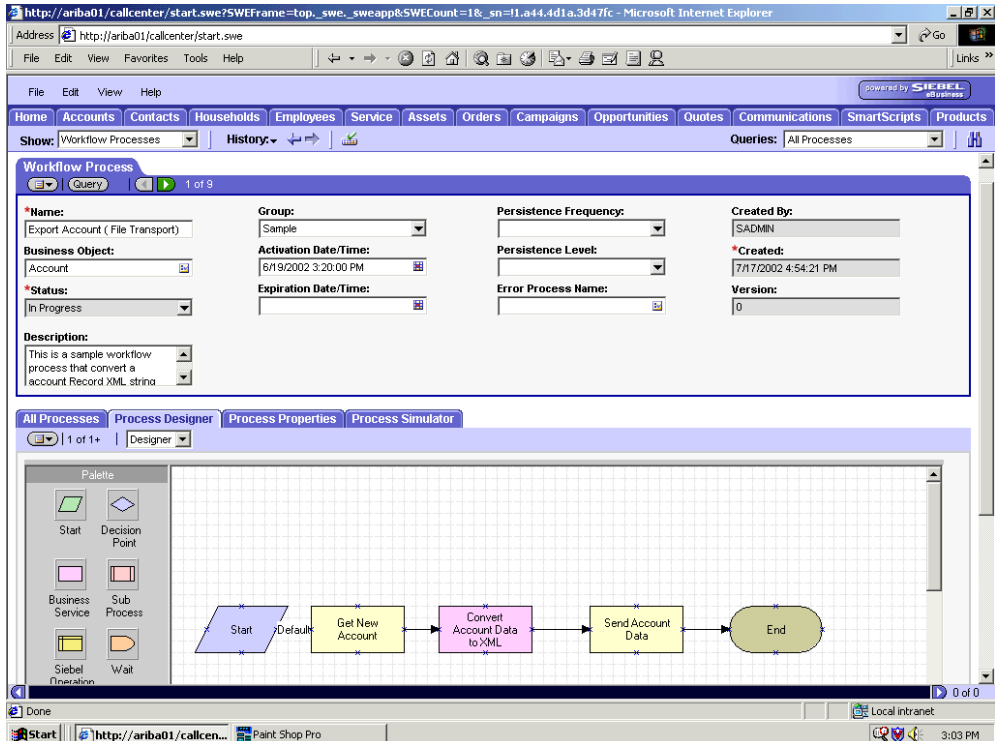 http://ariba01/callcenter/start.swe?SWEFrame=top._swe._sweapp&SWECount=1&_sn=!1.a44.4d1a.3d47fc - Microsoft Internet Explorer
Address http://ariba01/callcenter/start.swe Go
File Edit View Favorites Tools Help Links »
File Edit View Help powered by SIEBEL eBusiness
Home Accounts Contacts Households Employees Service Assets Orders Campaigns Opportunities Quotes Communications SmartScripts Products
Show: Workflow Processes History: Queries: All Processes
Workflow Process
Query 1 of 9
*Name: Group: Persistence Frequency: Created By:
Export Account ( File Transport) Sample SADMIN
Business Object: Activation Date/Time: Persistence Level: *Created:
Account 6/19/2002 3:20:00 PM 7/17/2002 4:54:21 PM
*Status: Expiration Date/Time: Error Process Name: Version:
In Progress 0
Description:
This is a sample workflow
process that convert a
account Record XML string
All Processes Process Designer Process Properties Process Simulator
1 of 1+ Designer
Palette
Start Decision Point
Business Service Sub Process
Siebel Operation Wait
Start Default Get New Account Convert Account Data to XML Send Account Data End
0 of 0
Done Local intranet
Start http://ariba01/callcen... Paint Shop Pro 3:03 PM